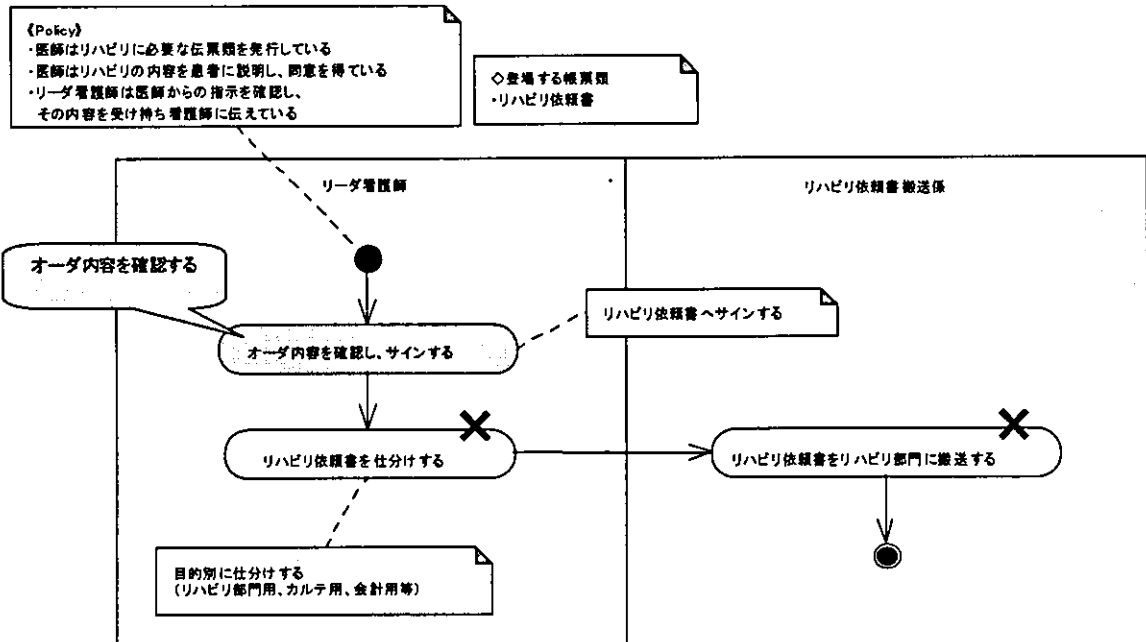 《Policy》
・医師はリハビリに必要な伝票類を発行している
・医師はリハビリの内容を患者に説明し、同意を得ている
・リーダ看護師は医師からの指示を確認し、
その内容を受け持ち看護師に伝えている
◇登場する帳票類
・リハビリ依頼書
リーダ看護師
リハビリ依頼書搬送係
オーダ内容を確認する
リハビリ依頼書へサインする
オーダ内容を確認し、サインする
リハビリ依頼書を仕分けする
リハビリ依頼書をリハビリ部門に搬送する
目的別に仕分けする
(リハビリ部門用、カルテ用、会計用等)